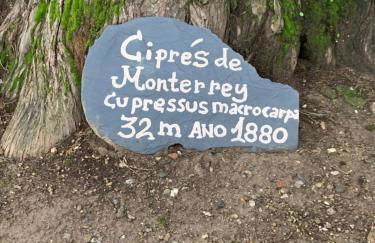 Ciprés de
Monterrey
Cupressus macrocarpa
32 m AÑO 1880